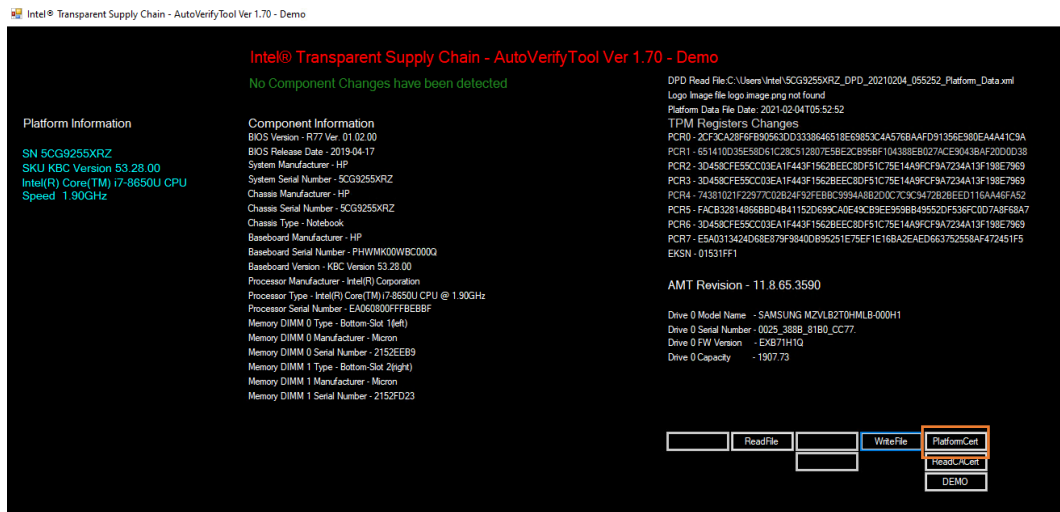 Intel® Transparent Supply Chain - AutoVerifyTool Ver 1.70 - Demo
Intel® Transparent Supply Chain - AutoVerifyTool Ver 1.70 - Demo
No Component Changes have been detected
Platform Information
SN 5CG9255XRZ
SKU KBC Version 53.28.00
Intel(R) Core(TM) i7-8650U CPU
Speed 1.90GHz
Component Information
BIOS Version - R77 Ver. 01.02.00
BIOS Release Date - 2019-04-17
System Manufacturer - HP
System Serial Number - 5CG9255XRZ
Chassis Manufacturer - HP
Chassis Serial Number - 5CG9255XRZ
Chassis Type - Notebook
Baseboard Manufacturer - HP
Baseboard Serial Number - PHWMK00WBC000Q
Baseboard Version - KBC Version 53.28.00
Processor Manufacturer - Intel(R) Corporation
Processor Type - Intel(R) Core(TM) i7-8650U CPU @ 1.90GHz
Processor Serial Number - EA060800FFFBEBBF
Memory DIMM 0 Type - Bottom-Slot 1(left)
Memory DIMM 0 Manufacturer - Micron
Memory DIMM 0 Serial Number - 2152EEB9
Memory DIMM 1 Type - Bottom-Slot 2(right)
Memory DIMM 1 Manufacturer - Micron
Memory DIMM 1 Serial Number - 2152FD23
DPD Read File:C:\Users\Intel\5CG9255XRZ_DPD_20210204_055252_Platform_Data.xml
Logo Image file logo.image png not found
Platform Data File Date: 2021-02-04T05:52:52
TPM Registers Changes
PCR0 - 2CF3CA28F6FB90563DD3338646518E69853C4A576BAAFD91356E980EA4A41C9A
PCR1 - 651410D35E58D61C28C512807E5BE2CB95BF104388EB027ACE9043BAF20D0D38
PCR2 - 3D458CFE55CC03EA1F443F1562BEEC8DF51C75E14A9FCF9A7234A13F198E7969
PCR3 - 3D458CFE55CC03EA1F443F1562BEEC8DF51C75E14A9FCF9A7234A13F198E7969
PCR4 - 74381021F22977C02B24F92FEBBC9994A8B2D0C7C9C9472B2BEED116AA46FA52
PCR5 - FACB32814866BBD4B41152D699CA0E49CB9EE959BB49552DF536FC0D7A8F68A7
PCR6 - 3D458CFE55CC03EA1F443F1562BEEC8DF51C75E14A9FCF9A7234A13F198E7969
PCR7 - E5A0313424D68E879F9840DB95251E75EF1E16BA2EAED663752558AF472451F5
EKSN - 01531FF1
AMT Revision - 11.8.65.3590
Drive 0 Model Name - SAMSUNG MZVLB2T0HMLB-000H1
Drive 0 Serial Number - 0025_388B_81B0_CC77.
Drive 0 FW Version - EXB71H1Q
Drive 0 Capacity - 1907.73
ReadFile
WriteFile
PlatformCert
ReadCACert
DEMO